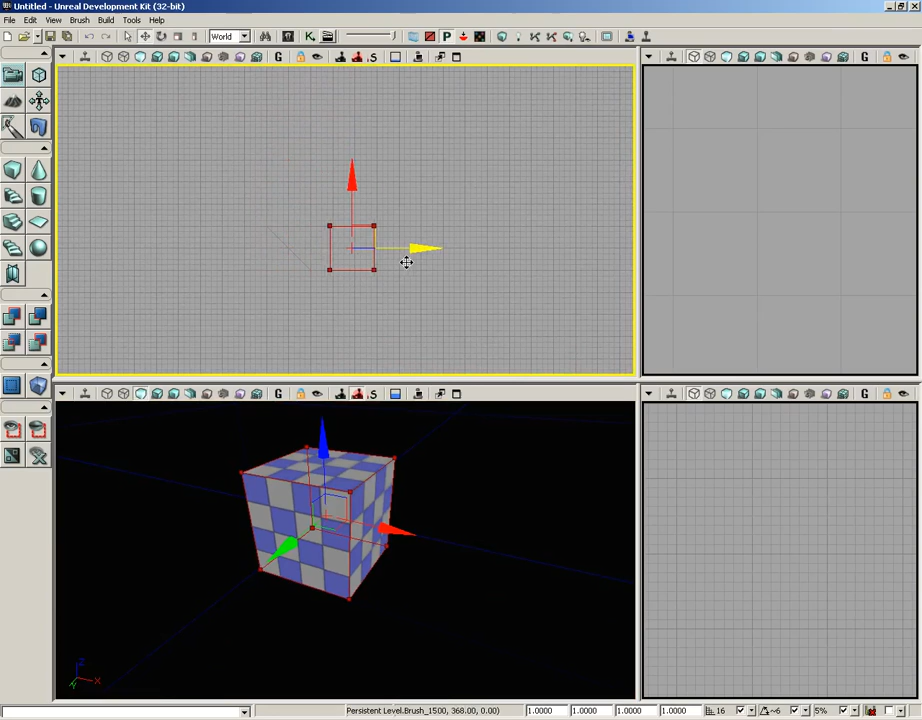 Untitled - Unreal Development Kit (32-bit)
File Edit View Brush Build Tools Help
World
P
G S
G
G S
G
Z
X
Y
Persistent Level.Brush_1500, 368.00, 0.00)
1.0000 1.0000 1.0000 1.0000 16 ~6 5%